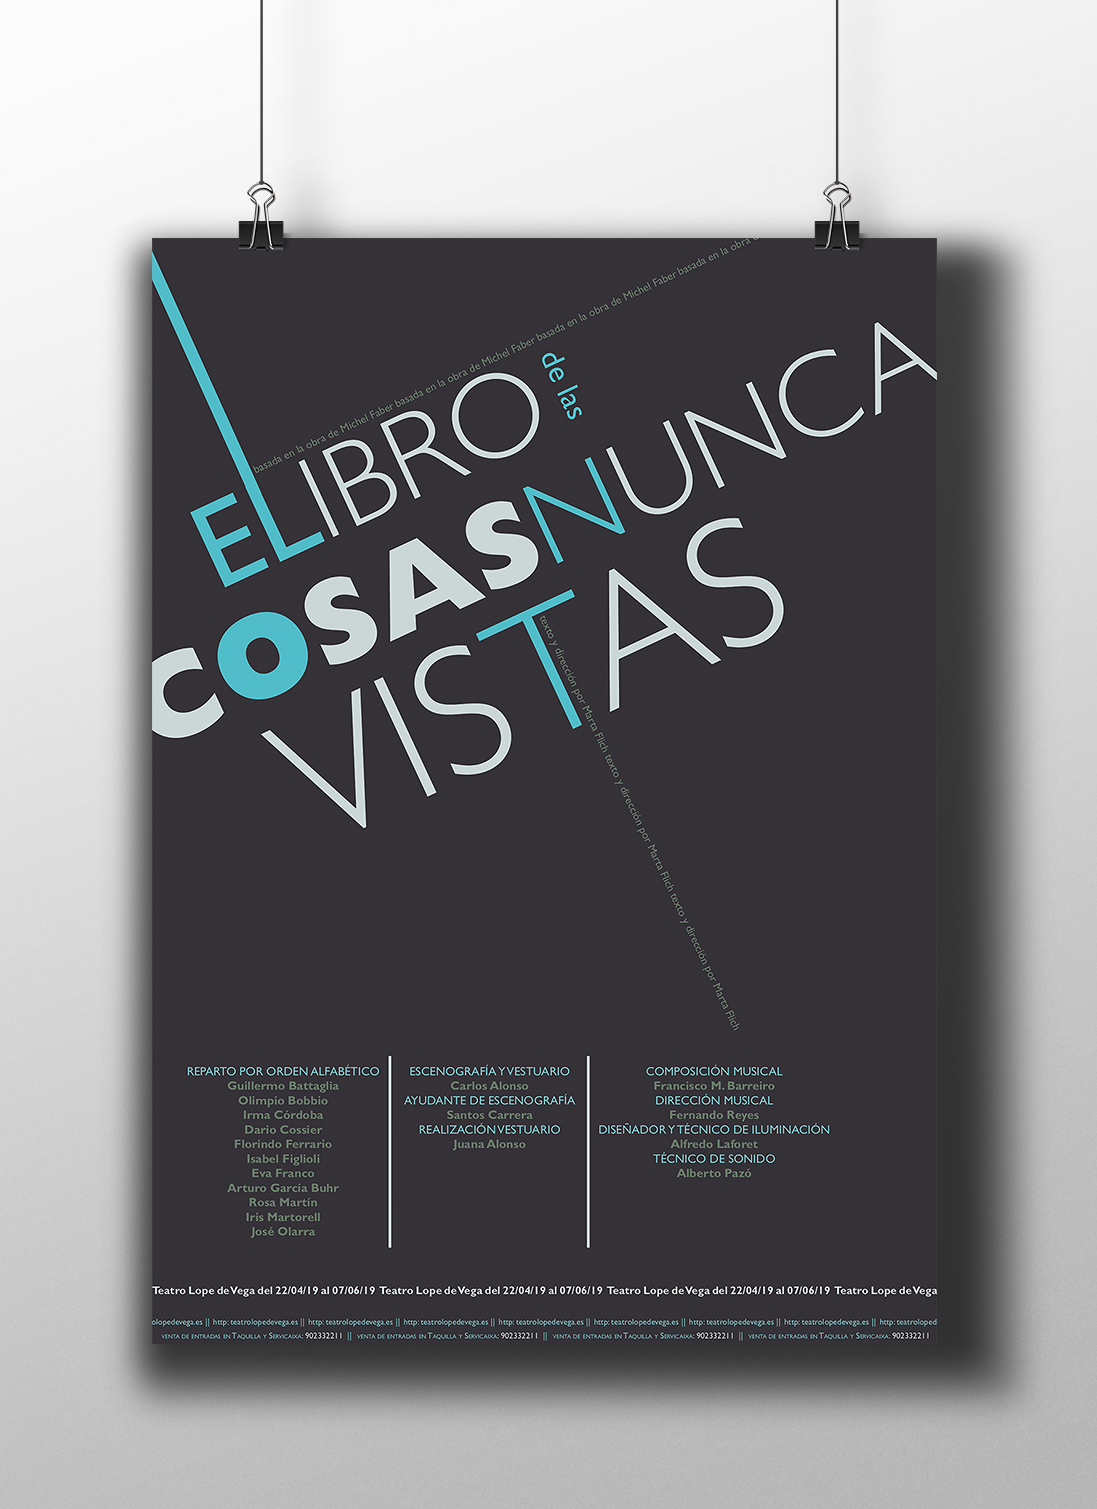 basada en la obra de Michel Faber basada en la obra de Michel Faber basada en la obra de Michel Faber basada en la obra
EL LIBRO de las
COSAS NUNCA
VISTAS
texto y dirección por Marta Flich texto y dirección por Marta Flich texto y dirección por Marta Flich
REPARTO POR ORDEN ALFABÉTICO
Guillermo Battaglia
Olimpio Bobbio
Irma Córdoba
Dario Cossier
Florindo Ferrario
Isabel Figlioli
Eva Franco
Arturo García Buhr
Rosa Martín
Iris Martorell
José Olarra
ESCENOGRAFÍA Y VESTUARIO
Carlos Alonso
AYUDANTE DE ESCENOGRAFÍA
Santos Carrera
REALIZACIÓN VESTUARIO
Juana Alonso
COMPOSICIÓN MUSICAL
Francisco M. Barreiro
DIRECCIÓN MUSICAL
Fernando Reyes
DISEÑADOR Y TÉCNICO DE ILUMINACIÓN
Alfredo Laforet
TÉCNICO DE SONIDO
Alberto Pazó
Teatro Lope de Vega del 22/04/19 al 07/06/19 Teatro Lope de Vega del 22/04/19 al 07/06/19 Teatro Lope de Vega del 22/04/19 al 07/06/19 Teatro Lope de Vega
olopedevega.es || http: teatrolopedevega.es || http: teatrolopedevega.es || http: teatrolopedevega.es || http: teatrolopedevega.es || http: teatrolopedevega.es || http: teatrolopedevega.es || http: teatrolopedevega.es || http: teatroloped
VENTA DE ENTRADAS EN TAQUILLA Y SERVICAIXA: 902332211 || VENTA DE ENTRADAS EN TAQUILLA Y SERVICAIXA: 902332211 || VENTA DE ENTRADAS EN TAQUILLA Y SERVICAIXA: 902332211 || VENTA DE ENTRADAS EN TAQUILLA Y SERVICAIXA: 902332211